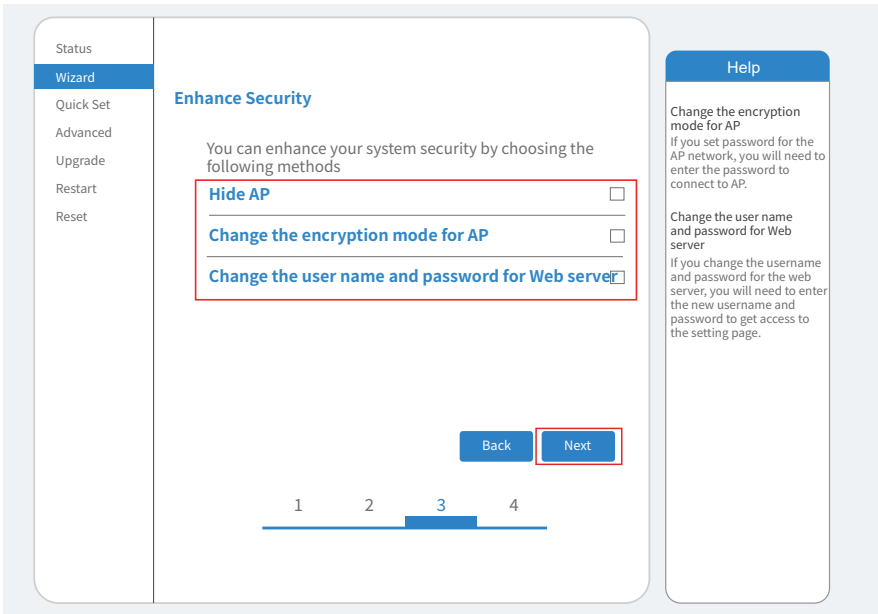 Status
Wizard
Quick Set
Advanced
Upgrade
Restart
Reset
Enhance Security
You can enhance your system security by choosing the
following methods
Hide AP
Change the encryption mode for AP
Change the user name and password for Web server
Back
Next
1 2 3 4
Help
Change the encryption
mode for AP
If you set password for the
AP network, you will need to
enter the password to
connect to AP.
Change the user name
and password for Web
server
If you change the username
and password for the web
server, you will need to enter
the new username and
password to get access to
the setting page.